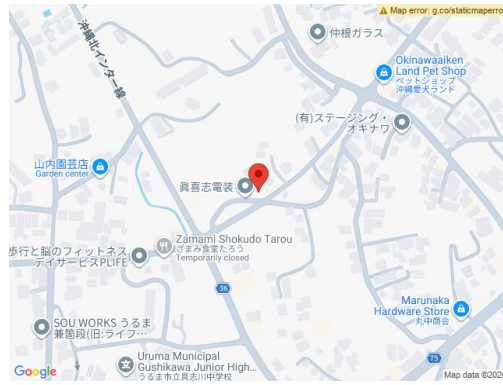 Map error: g.co/staticmaperro
沖縄北インター線
仲根ガラス
Okinawaaiken
Land Pet Shop
ペットショップ
沖縄愛犬ランド
(有)ステージング・
オキナワ
山内園芸店
Garden center
眞喜志電装
Zamami Shokudo Tarou
ざまみ食堂たろう
Temporarily closed
歩行と脳のフィットネス
デイサービスPLIFE
36
Marunaka
Hardware Store
丸中商会
SOU WORKS うるま
兼箇段(旧:ライフ...
Uruma Municipal
Gushikawa Junior High...
うるま市立具志川中学校
75
Google
Map data ©202